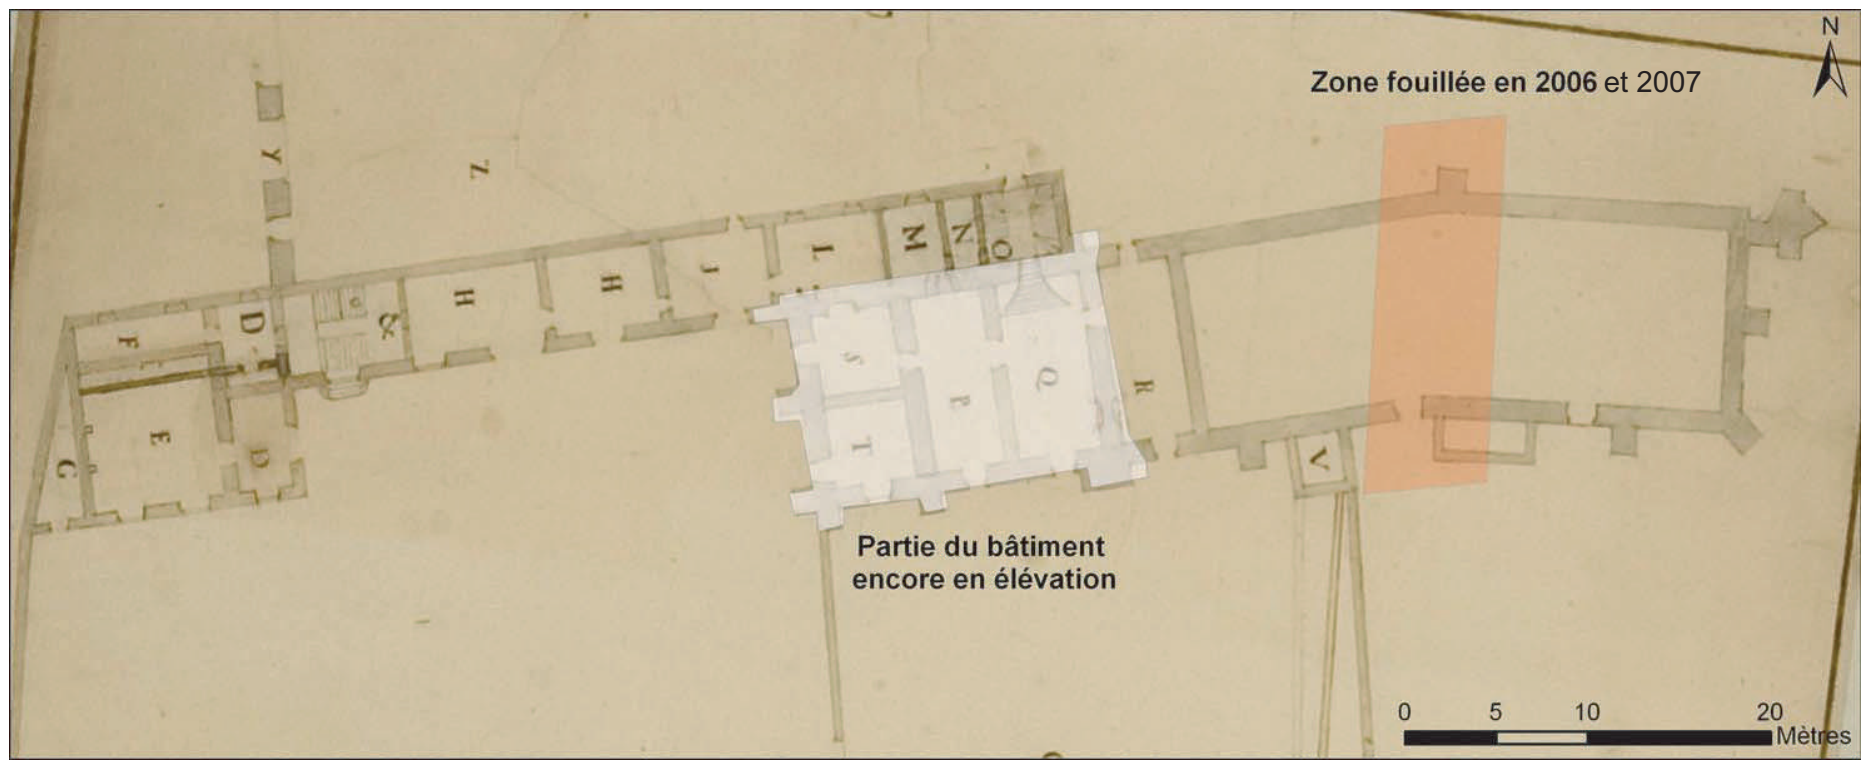 N
Zone fouillée en 2006 et 2007
Y
Z
M
N
O
L
J
H
H
&
D
F
E
D
C
S
P
Q
R
T
V
Partie du bâtiment
encore en élévation
0 5 10 20
Mètres